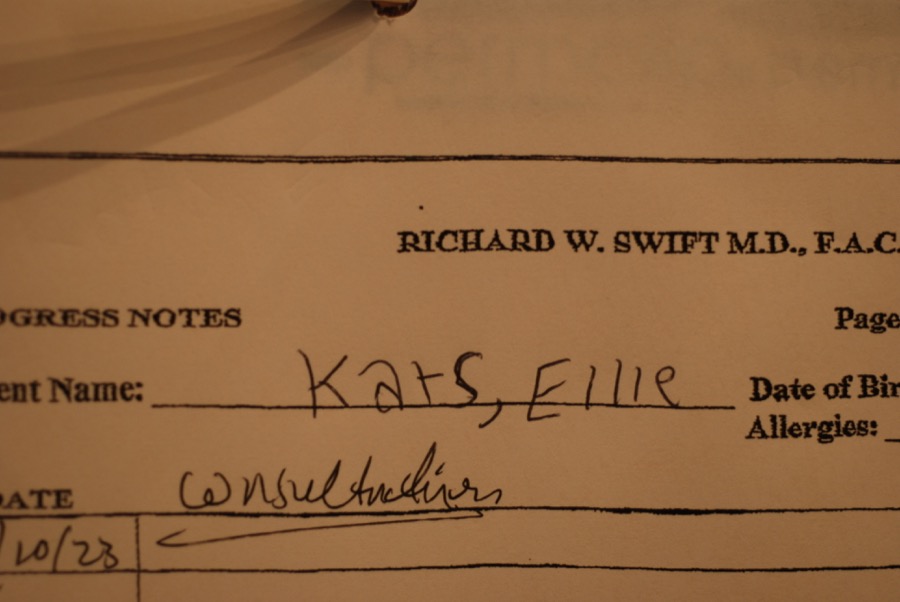 RICHARD W. SWIFT M.D., F.A.C.
OGRESS NOTES Page
ent Name: Kats, Ellie Date of Bir
Allergies:
DATE consultation
/10/23